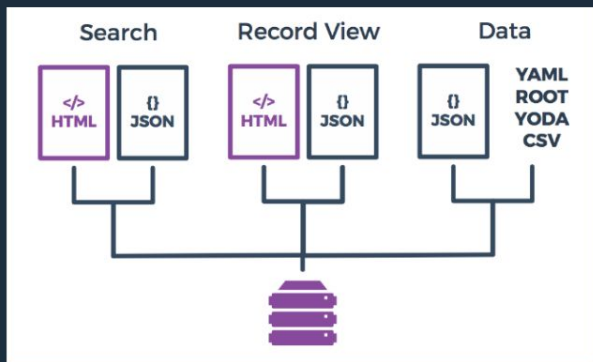 Search
Record View
Data
</>
HTML
{}
JSON
</>
HTML
{}
JSON
{}
JSON
YAML
ROOT
YODA
CSV